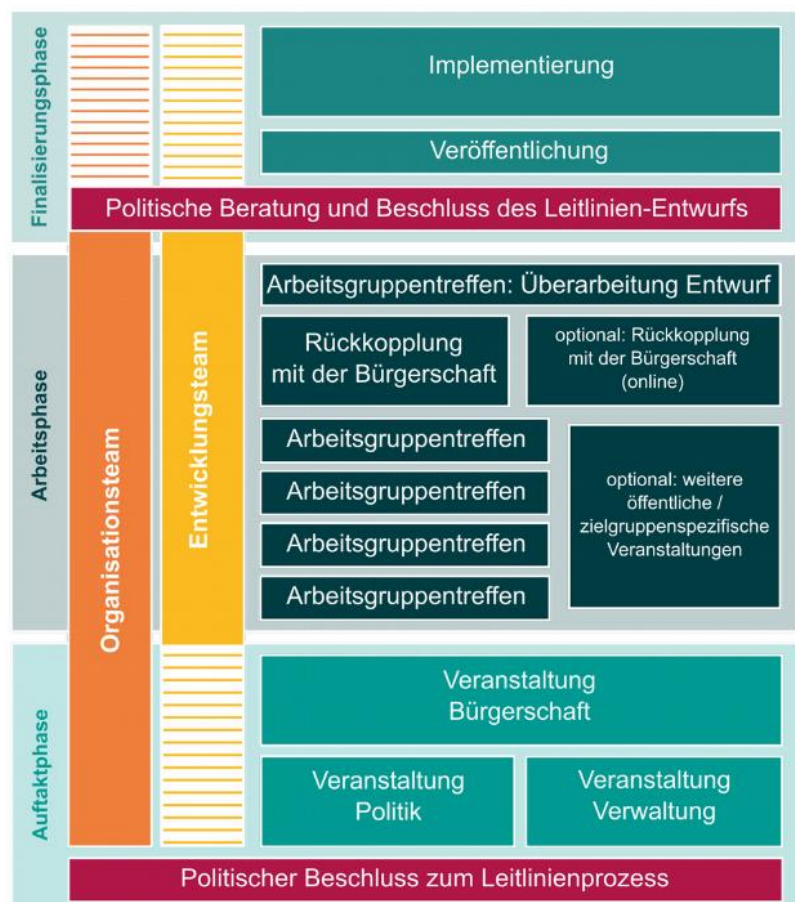 Finalisierungsphase
Implementierung
Veröffentlichung
Politische Beratung und Beschluss des Leitlinien-Entwurfs
Arbeitsphase
Organisationsteam
Entwicklungsteam
Arbeitsgruppentreffen: Überarbeitung Entwurf
Rückkopplung
mit der Bürgerschaft
optional: Rückkopplung
mit der Bürgerschaft
(online)
Arbeitsgruppentreffen
Arbeitsgruppentreffen
Arbeitsgruppentreffen
Arbeitsgruppentreffen
optional: weitere
öffentliche /
zielgruppenspezifische
Veranstaltungen
Auftaktphase
Veranstaltung
Bürgerschaft
Veranstaltung
Politik
Veranstaltung
Verwaltung
Politischer Beschluss zum Leitlinienprozess